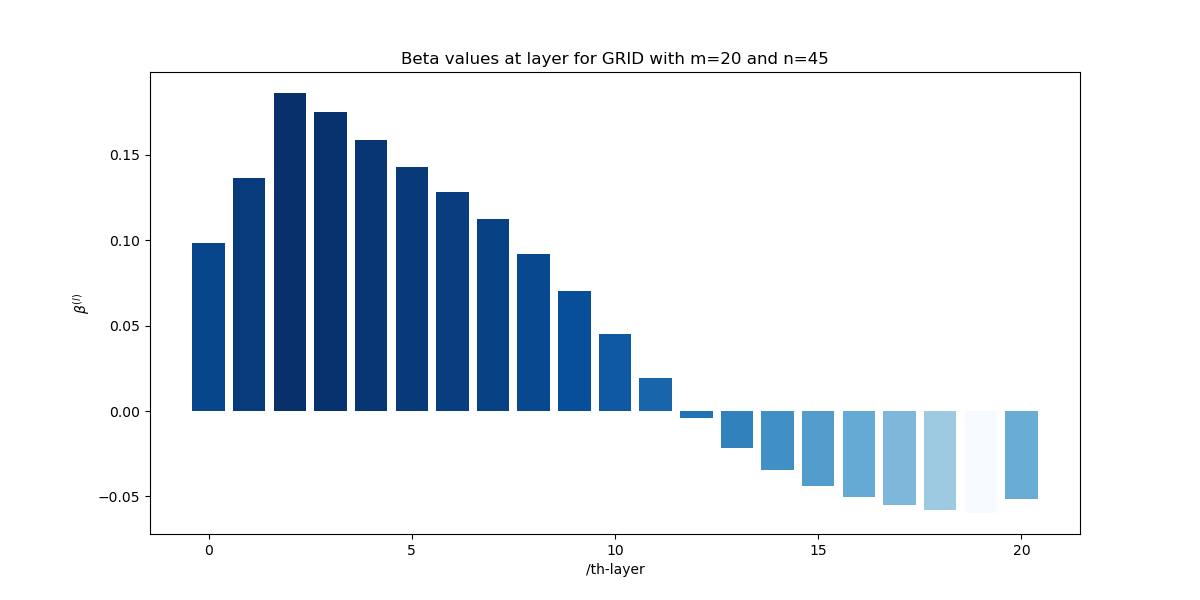 Beta values at layer for GRID with m=20 and n=45
0.15
0.10
0.05
0.00
−0.05
β^(l)
0 5 10 15 20
/th-layer